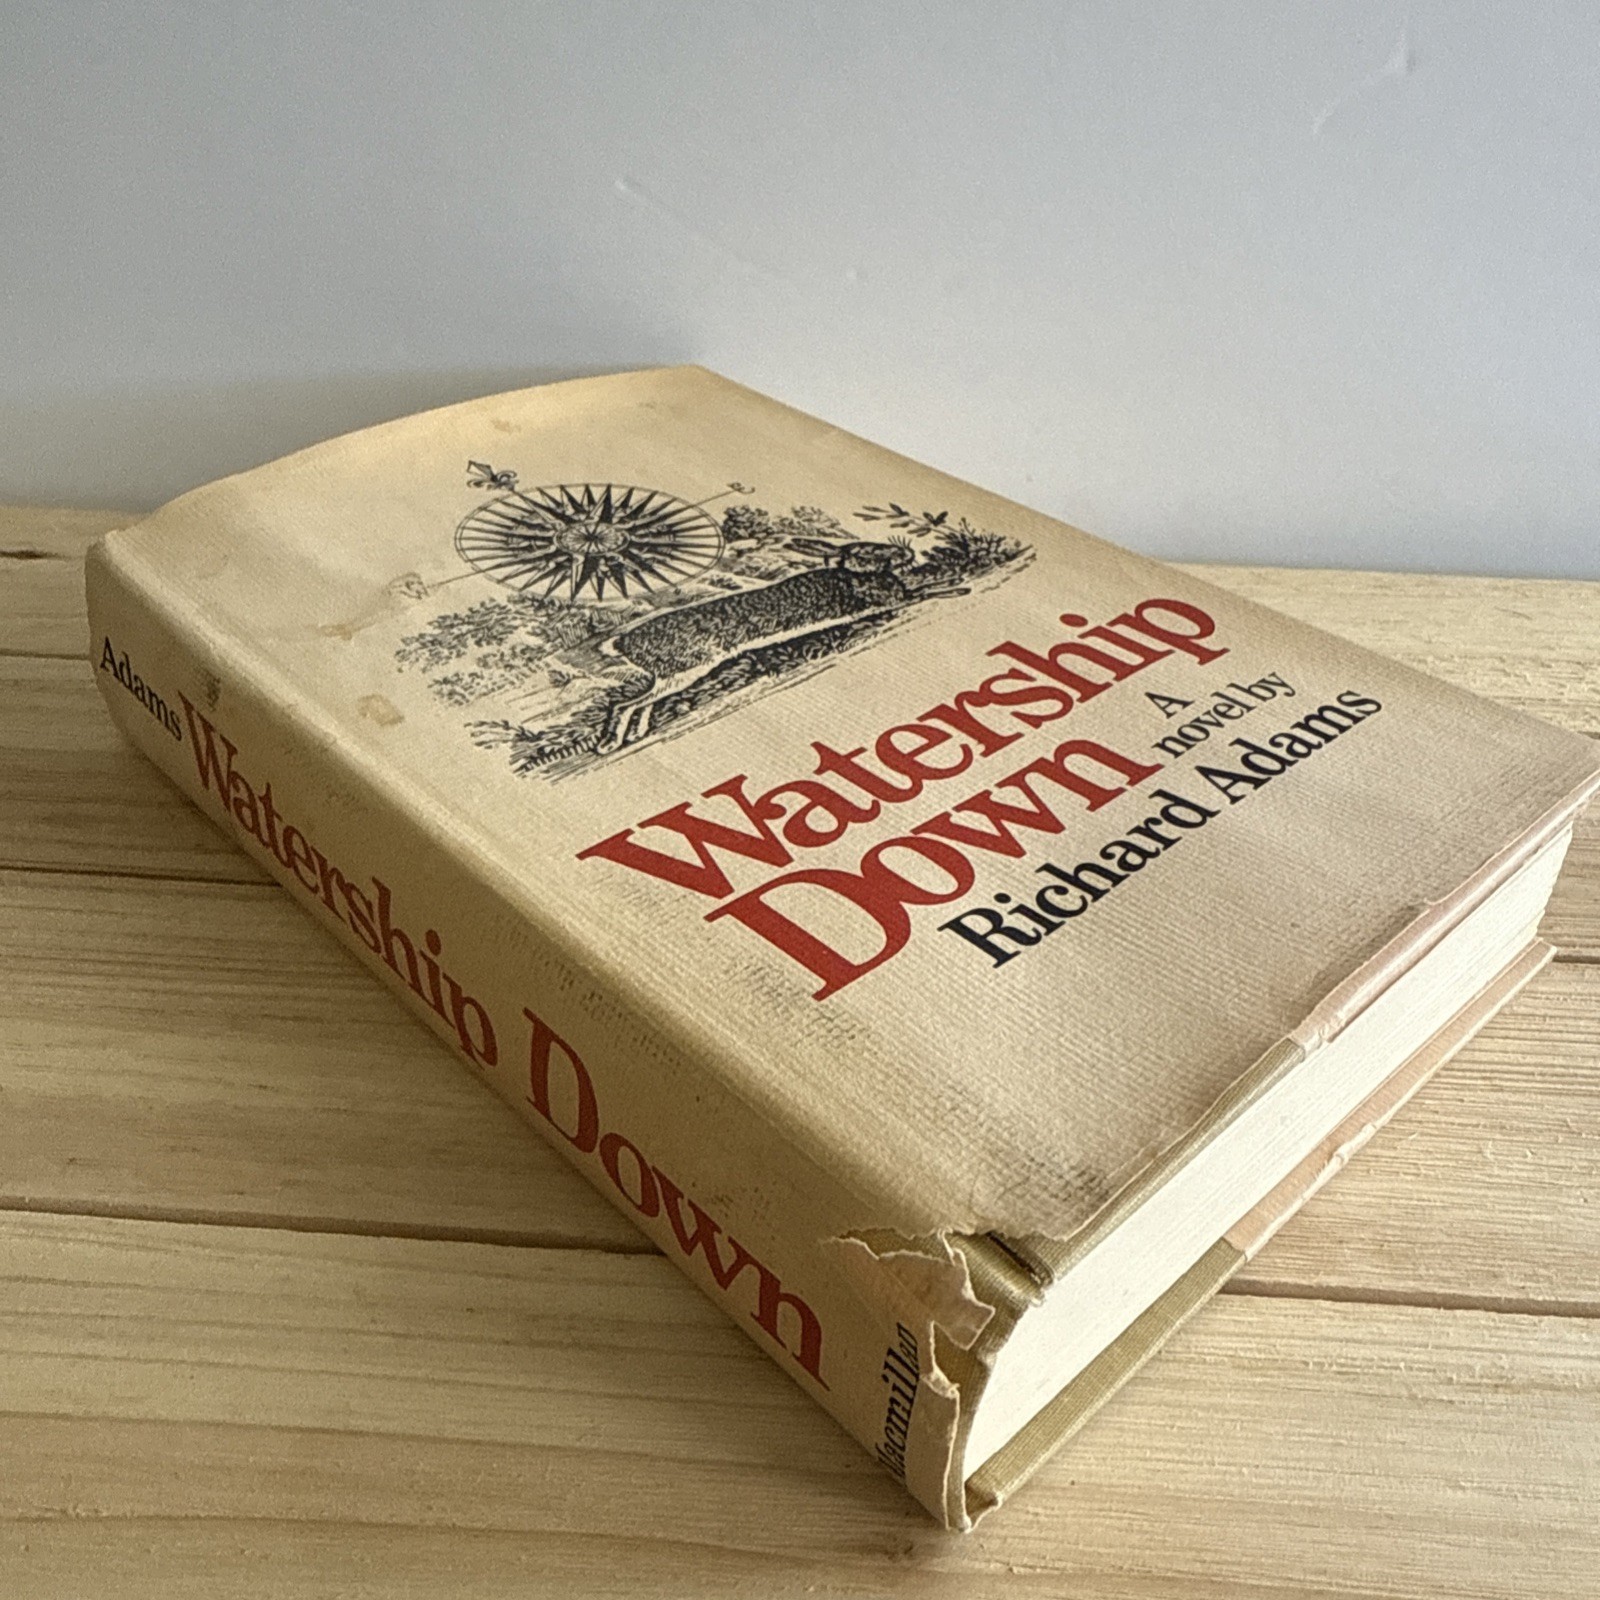 Watership
Down
A
novel by
Richard Adams
Adams
Watership Down
Macmillan
E
W